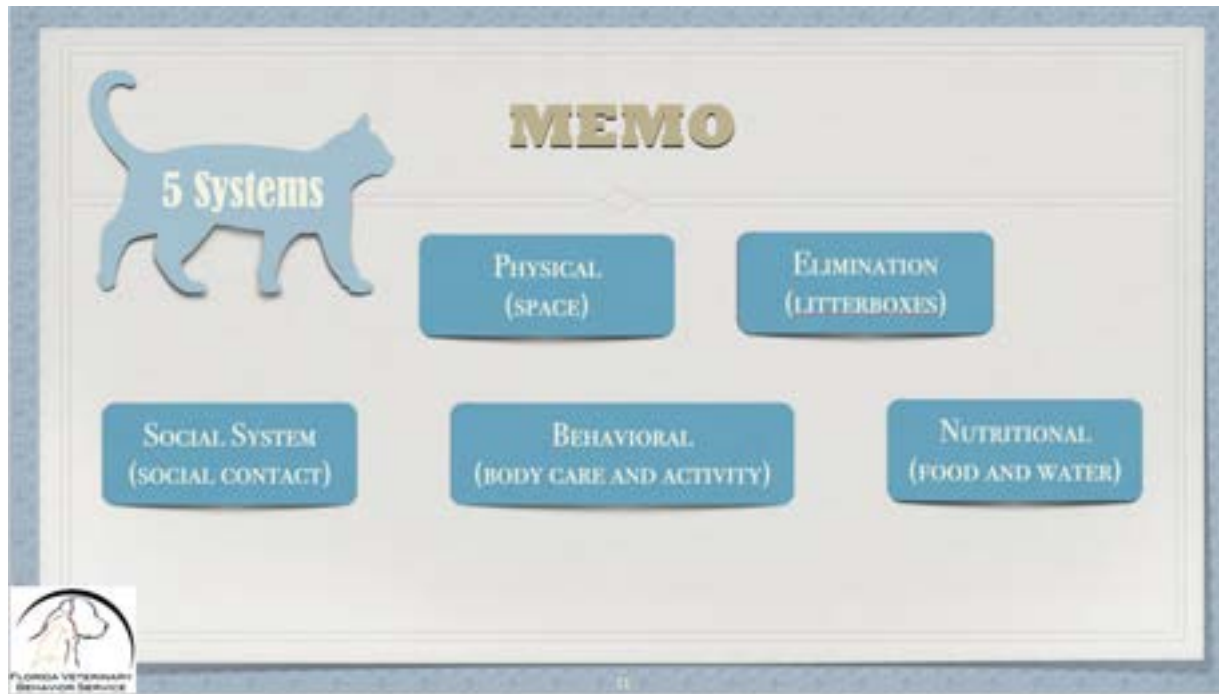 MEMO
5 Systems
PHYSICAL
(SPACE)
ELIMINATION
(LITTERBOXES)
SOCIAL SYSTEM
(SOCIAL CONTACT)
BEHAVIORAL
(BODY CARE AND ACTIVITY)
NUTRITIONAL
(FOOD AND WATER)
FLORIDA VETERINARY
BEHAVIOR SERVICE